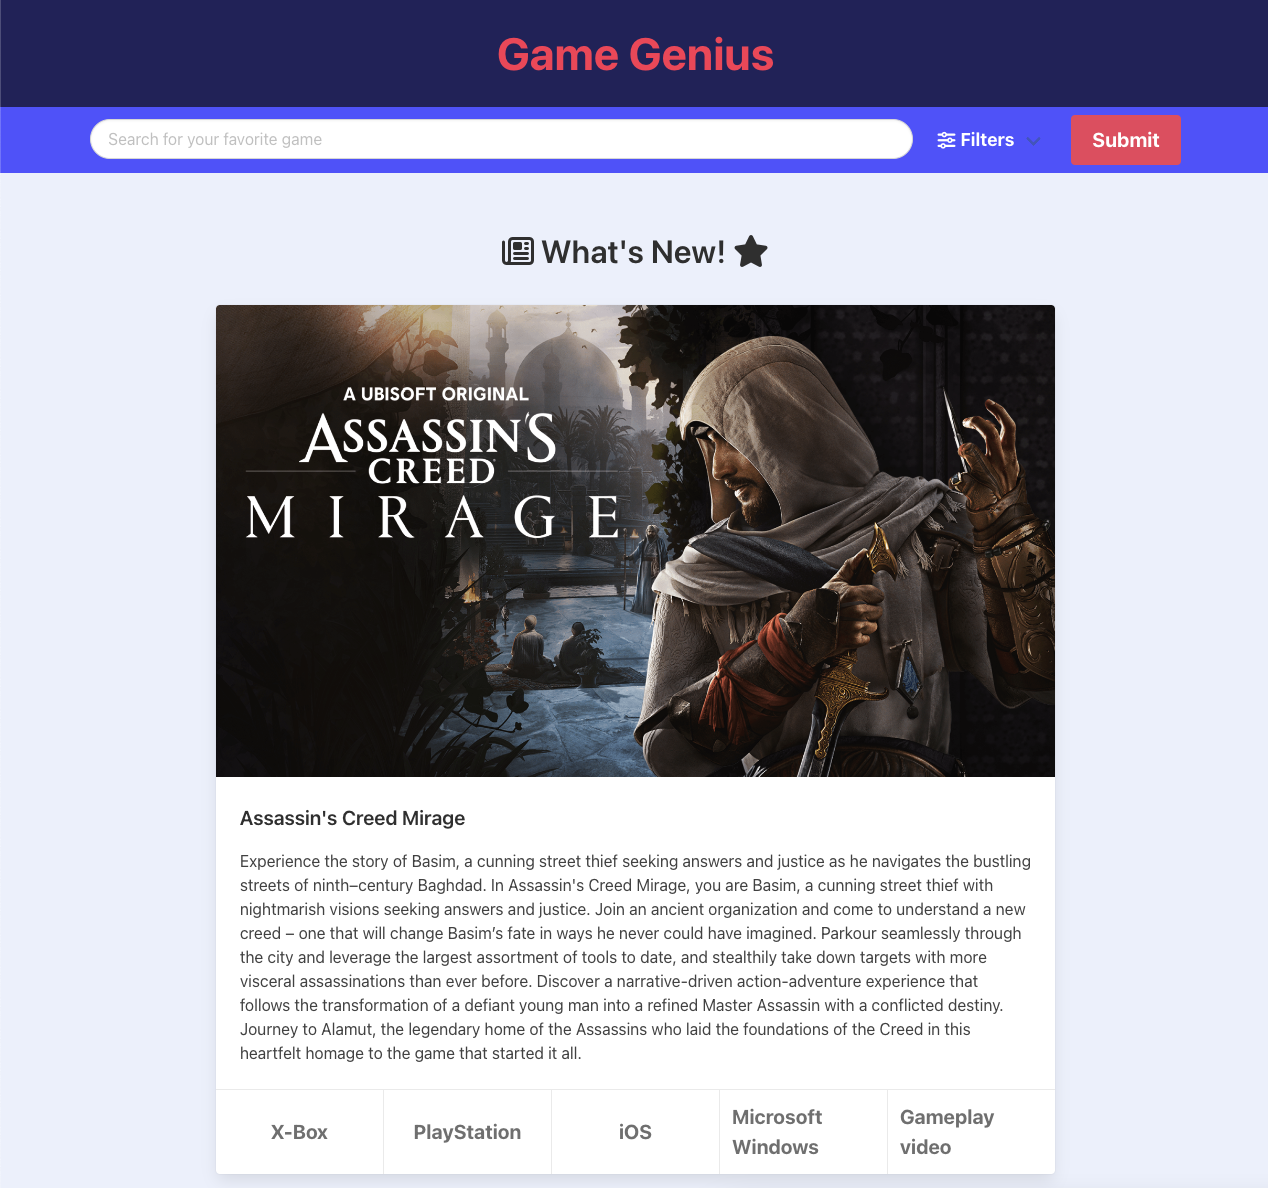 Game Genius
Search for your favorite game
Filters
Submit
What's New!
A UBISOFT ORIGINAL
ASSASSIN'S
CREED
MIRAGE
Assassin's Creed Mirage
Experience the story of Basim, a cunning street thief seeking answers and justice as he navigates the bustling
streets of ninth–century Baghdad. In Assassin's Creed Mirage, you are Basim, a cunning street thief with
nightmarish visions seeking answers and justice. Join an ancient organization and come to understand a new
creed – one that will change Basim’s fate in ways he never could have imagined. Parkour seamlessly through
the city and leverage the largest assortment of tools to date, and stealthily take down targets with more
visceral assassinations than ever before. Discover a narrative-driven action-adventure experience that
follows the transformation of a defiant young man into a refined Master Assassin with a conflicted destiny.
Journey to Alamut, the legendary home of the Assassins who laid the foundations of the Creed in this
heartfelt homage to the game that started it all.
X-Box
PlayStation
iOS
Microsoft
Windows
Gameplay
video